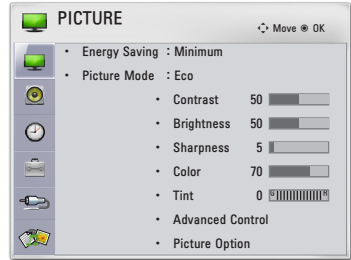 PICTURE
Move ◉ OK
• Energy Saving : Minimum
• Picture Mode : Eco
• Contrast 50
• Brightness 50
• Sharpness 5
• Color 70
• Tint 0 G R
• Advanced Control
• Picture Option